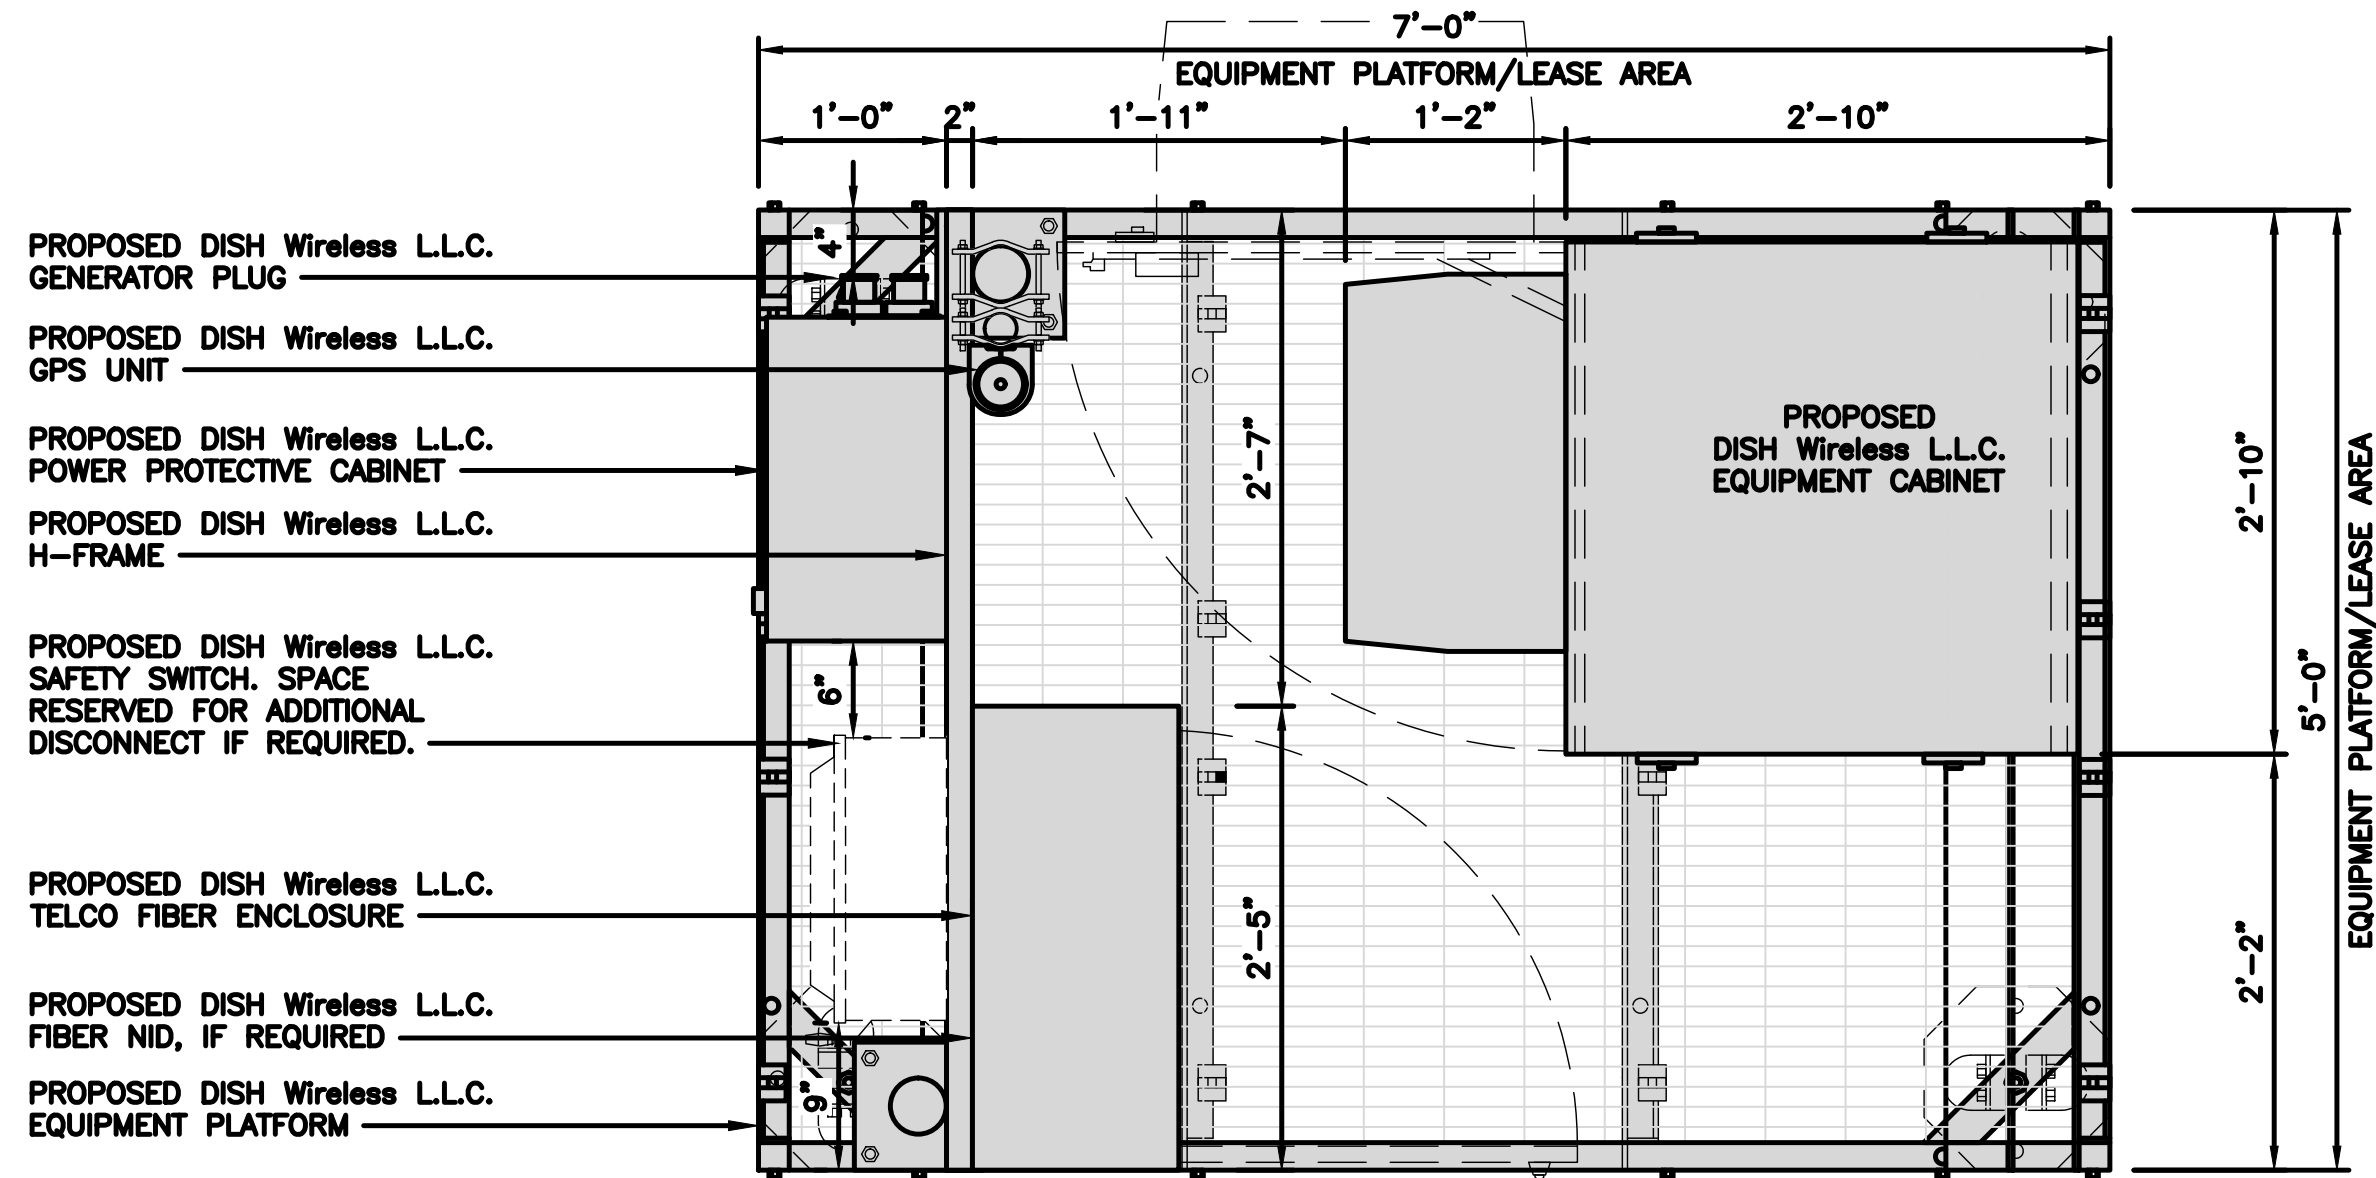 7'-0"
EQUIPMENT PLATFORM/LEASE AREA
1'-0" 2" 1'-11" 1'-2" 2'-10"
PROPOSED DISH Wireless L.L.C.
GENERATOR PLUG
4"
PROPOSED DISH Wireless L.L.C.
GPS UNIT
PROPOSED DISH Wireless L.L.C.
POWER PROTECTIVE CABINET
PROPOSED DISH Wireless L.L.C.
H-FRAME
PROPOSED DISH Wireless L.L.C.
SAFETY SWITCH. SPACE
RESERVED FOR ADDITIONAL
DISCONNECT IF REQUIRED.
6"
PROPOSED DISH Wireless L.L.C.
TELCO FIBER ENCLOSURE
PROPOSED DISH Wireless L.L.C.
FIBER NID, IF REQUIRED
PROPOSED DISH Wireless L.L.C.
EQUIPMENT PLATFORM
9"
2'-7"
2'-5"
PROPOSED
DISH Wireless L.L.C.
EQUIPMENT CABINET
2'-10"
2'-2"
5'-0"
EQUIPMENT PLATFORM/LEASE AREA